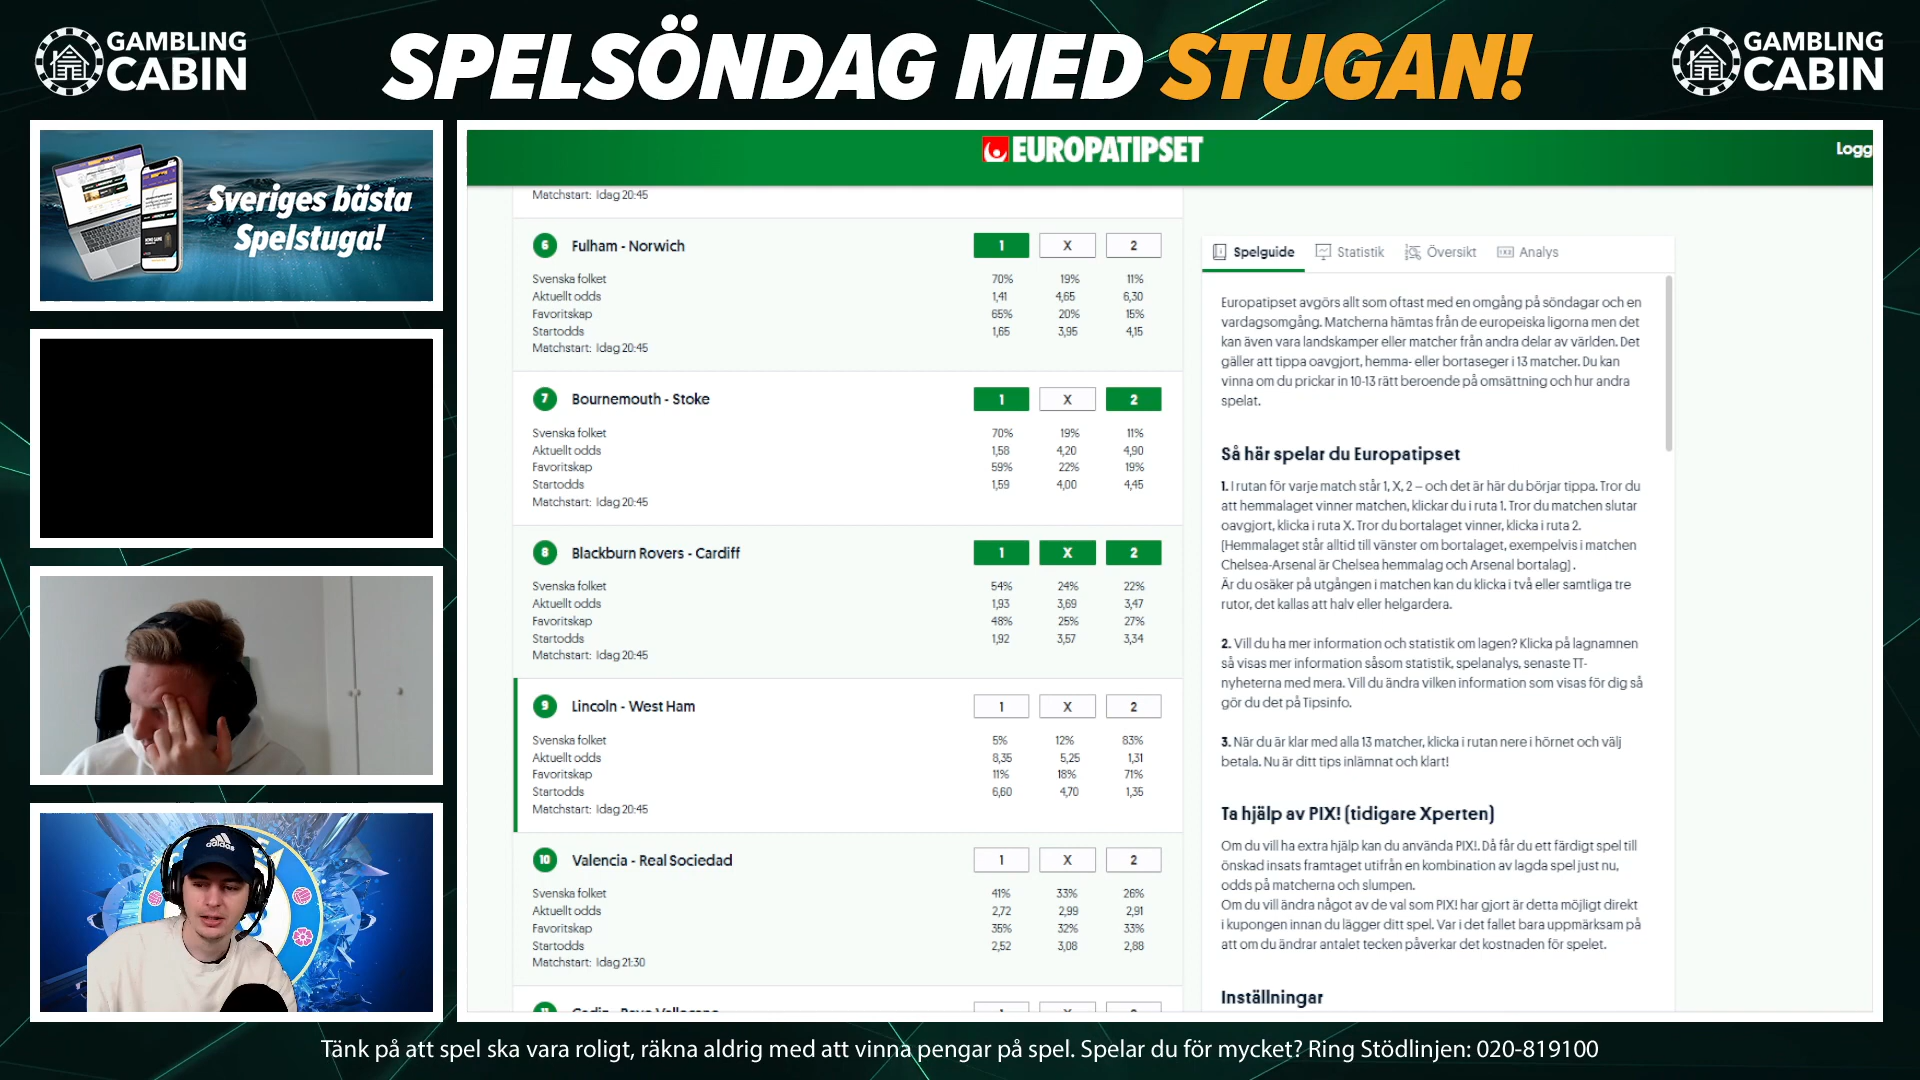 GAMBLING CABIN
SPELSÖNDAG MED STUGAN!
GAMBLING CABIN
Sveriges bästa
Spelstuga!
EUROPATIPSET
Logg
Matchstart: Idag 20:45
6 Fulham - Norwich 1 X 2
Svenska folket 70% 19% 11%
Aktuellt odds 1,41 4,65 6,30
Favoritskap 65% 20% 15%
Startodds 1,65 3,95 4,15
Matchstart: Idag 20:45
7 Bournemouth - Stoke 1 X 2
Svenska folket 70% 19% 11%
Aktuellt odds 1,58 4,20 4,90
Favoritskap 59% 22% 19%
Startodds 1,59 4,00 4,45
Matchstart: Idag 20:45
8 Blackburn Rovers - Cardiff 1 X 2
Svenska folket 54% 24% 22%
Aktuellt odds 1,93 3,69 3,47
Favoritskap 48% 25% 27%
Startodds 1,92 3,57 3,34
Matchstart: Idag 20:45
9 Lincoln - West Ham 1 X 2
Svenska folket 5% 12% 83%
Aktuellt odds 8,35 5,25 1,31
Favoritskap 11% 18% 71%
Startodds 6,60 4,70 1,35
Matchstart: Idag 20:45
10 Valencia - Real Sociedad 1 X 2
Svenska folket 41% 33% 26%
Aktuellt odds 2,72 2,99 2,91
Favoritskap 35% 32% 33%
Startodds 2,52 3,08 2,88
Matchstart: Idag 21:30
Spelguide Statistik Översikt Analys
Europatipset avgörs allt som oftast med en omgång på söndagar och en
vardagsomgång. Matcherna hämtas från de europeiska ligorna men det
kan även vara landskamper eller matcher från andra delar av världen. Det
gäller att tippa oavgjort, hemma- eller bortaseger i 13 matcher. Du kan
vinna om du prickar in 10-13 rätt beroende på omsättning och hur andra
spelat.
Så här spelar du Europatipset
1. I rutan för varje match står 1, X, 2 – och det är här du börjar tippa. Tror du
att hemmalaget vinner matchen, klickar du i ruta 1. Tror du matchen slutar
oavgjort, klicka i ruta X. Tror du bortalaget vinner, klicka i ruta 2.
(Hemmalaget står alltid till vänster om bortalaget, exempelvis i matchen
Chelsea-Arsenal är Chelsea hemmalag och Arsenal bortalag) .
Är du osäker på utgången i matchen kan du klicka i två eller samtliga tre
rutor, det kallas att halv eller helgardera.
2. Vill du ha mer information och statistik om lagen? Klicka på lagnamnen
så visas mer information såsom statistik, spelanalys, senaste TT-
nyheterna med mera. Vill du ändra vilken information som visas för dig så
gör du det på Tipsinfo.
3. När du är klar med alla 13 matcher, klicka i rutan nere i hörnet och välj
betala. Nu är ditt tips inlämnat och klart!
Ta hjälp av PIX! (tidigare Xperten)
Om du vill ha extra hjälp kan du använda PIX!. Då får du ett färdigt spel till
önskad insats framtaget utifrån en kombination av lagda spel just nu,
odds på matcherna och slumpen.
Om du vill ändra något av de val som PIX! har gjort är detta möjligt direkt
i kupongen innan du lägger ditt spel. Var i det fallet bara uppmärksam på
att om du ändrar antalet tecken påverkar det kostnaden för spelet.
Inställningar
adidas
Tänk på att spel ska vara roligt, räkna aldrig med att vinna pengar på spel. Spelar du för mycket? Ring Stödlinjen: 020-819100